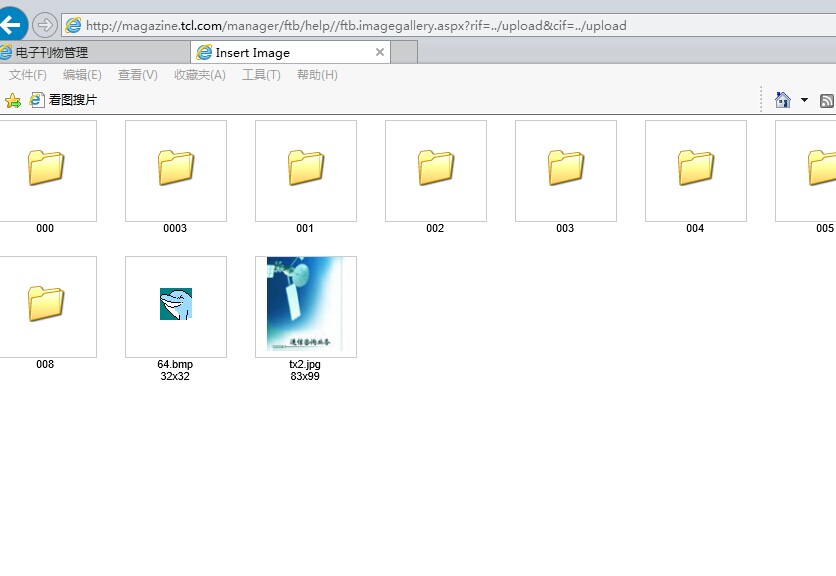 http://magazine.tcl.com/manager/ftb/help//ftb.imagegallery.aspx?rif=../upload&cif=../upload
电子刊物管理 Insert Image
文件(F) 编辑(E) 查看(V) 收藏夹(A) 工具(T) 帮助(H)
看图搜片
000 0003 001 002 003 004 005
008 64.bmp tx2.jpg
32x32 83x99